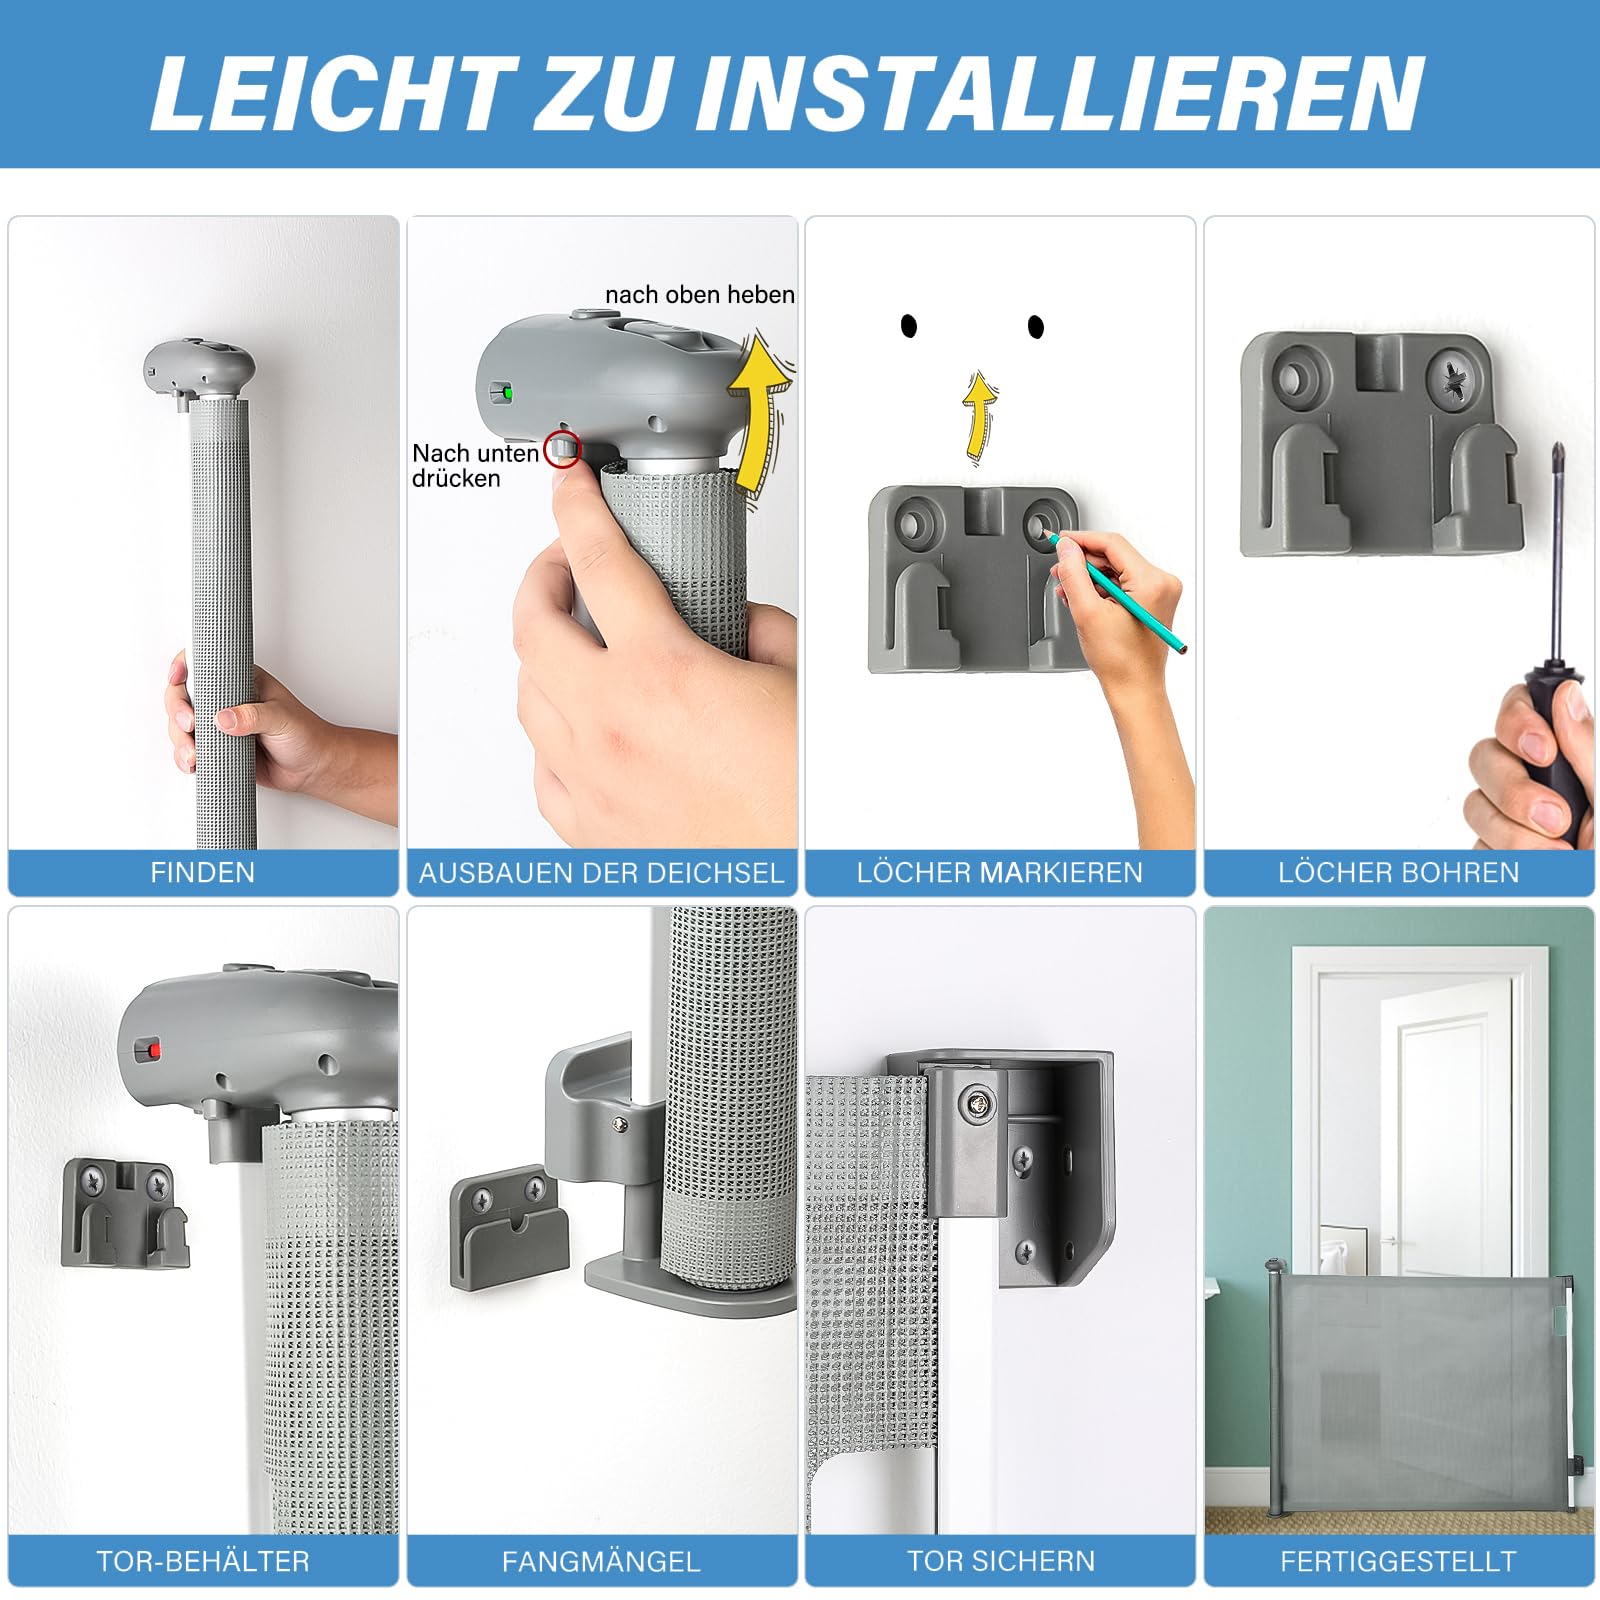 LEICHT ZU INSTALLIEREN
nach oben heben
Nach unten
drücken
FINDEN
AUSBAUEN DER DEICHSEL
LÖCHER MARKIEREN
LÖCHER BOHREN
TOR-BEHÄLTER
FANGMÄNGEL
TOR SICHERN
FERTIGGESTELLT